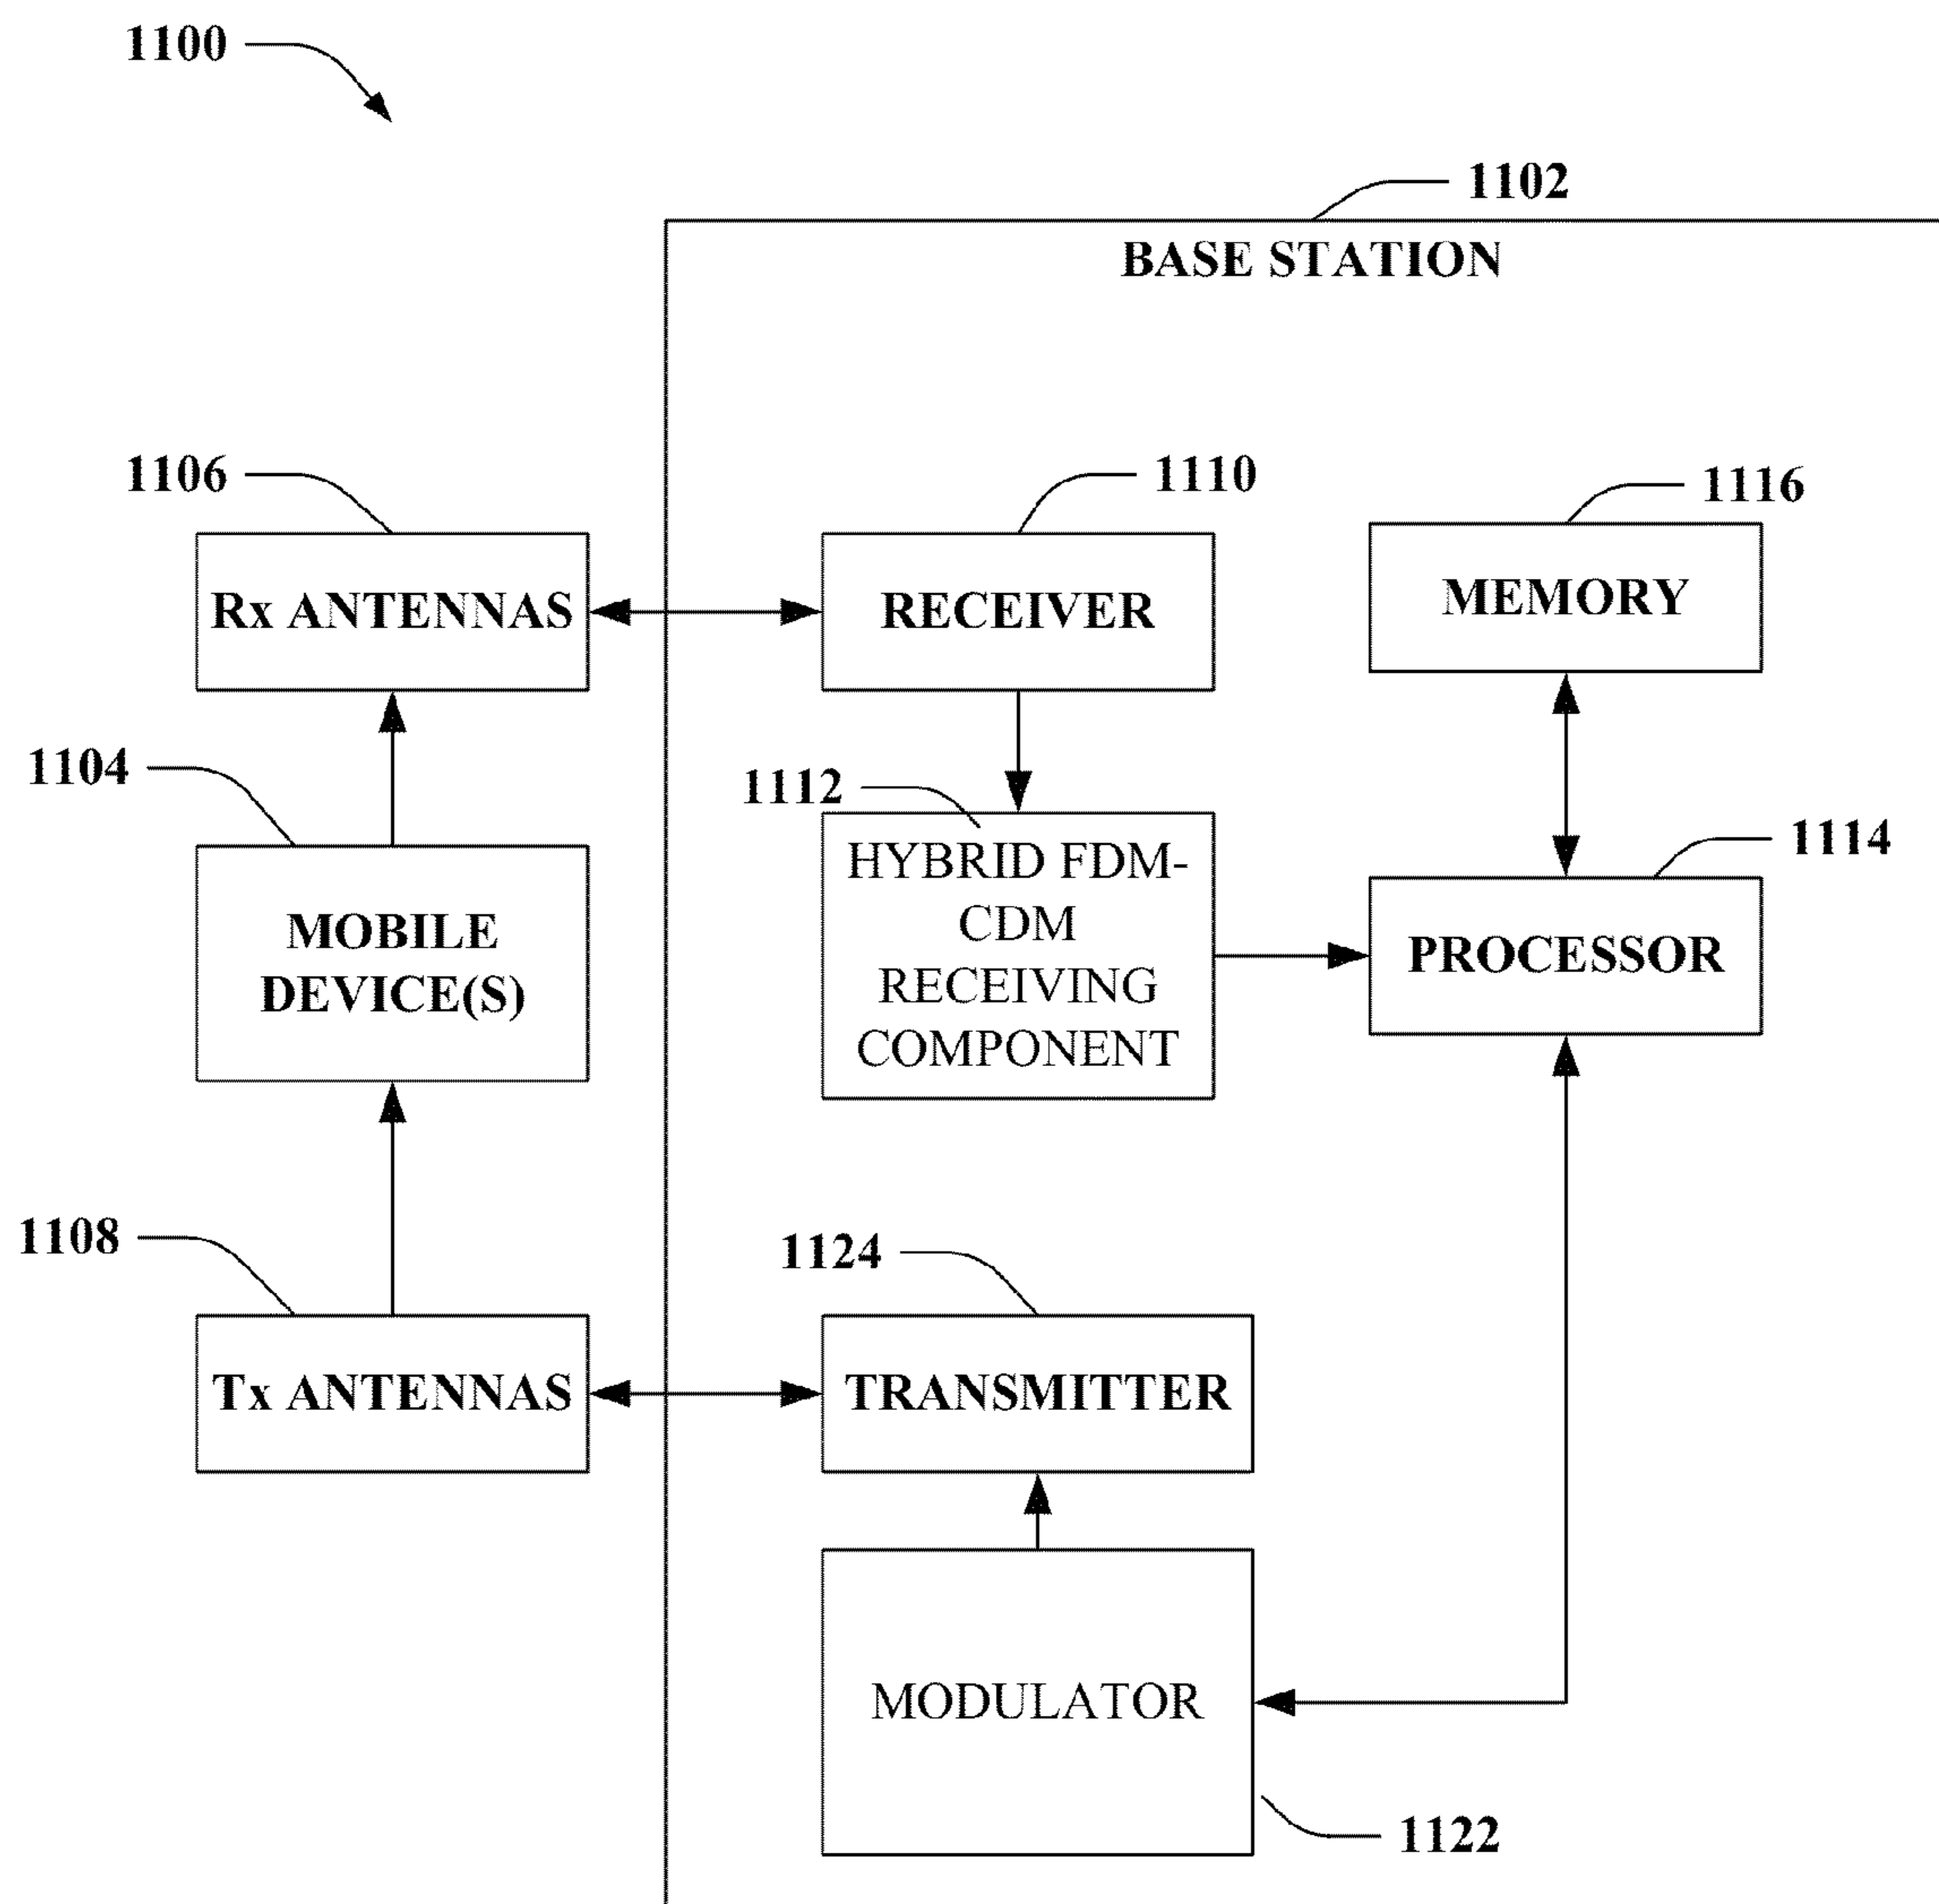 1100
1102
BASE STATION
1106
1110
1116
Rx ANTENNAS
RECEIVER
MEMORY
1104
1112
1114
MOBILE
DEVICE(S)
HYBRID FDM-
CDM
RECEIVING
COMPONENT
PROCESSOR
1108
1124
Tx ANTENNAS
TRANSMITTER
MODULATOR
1122